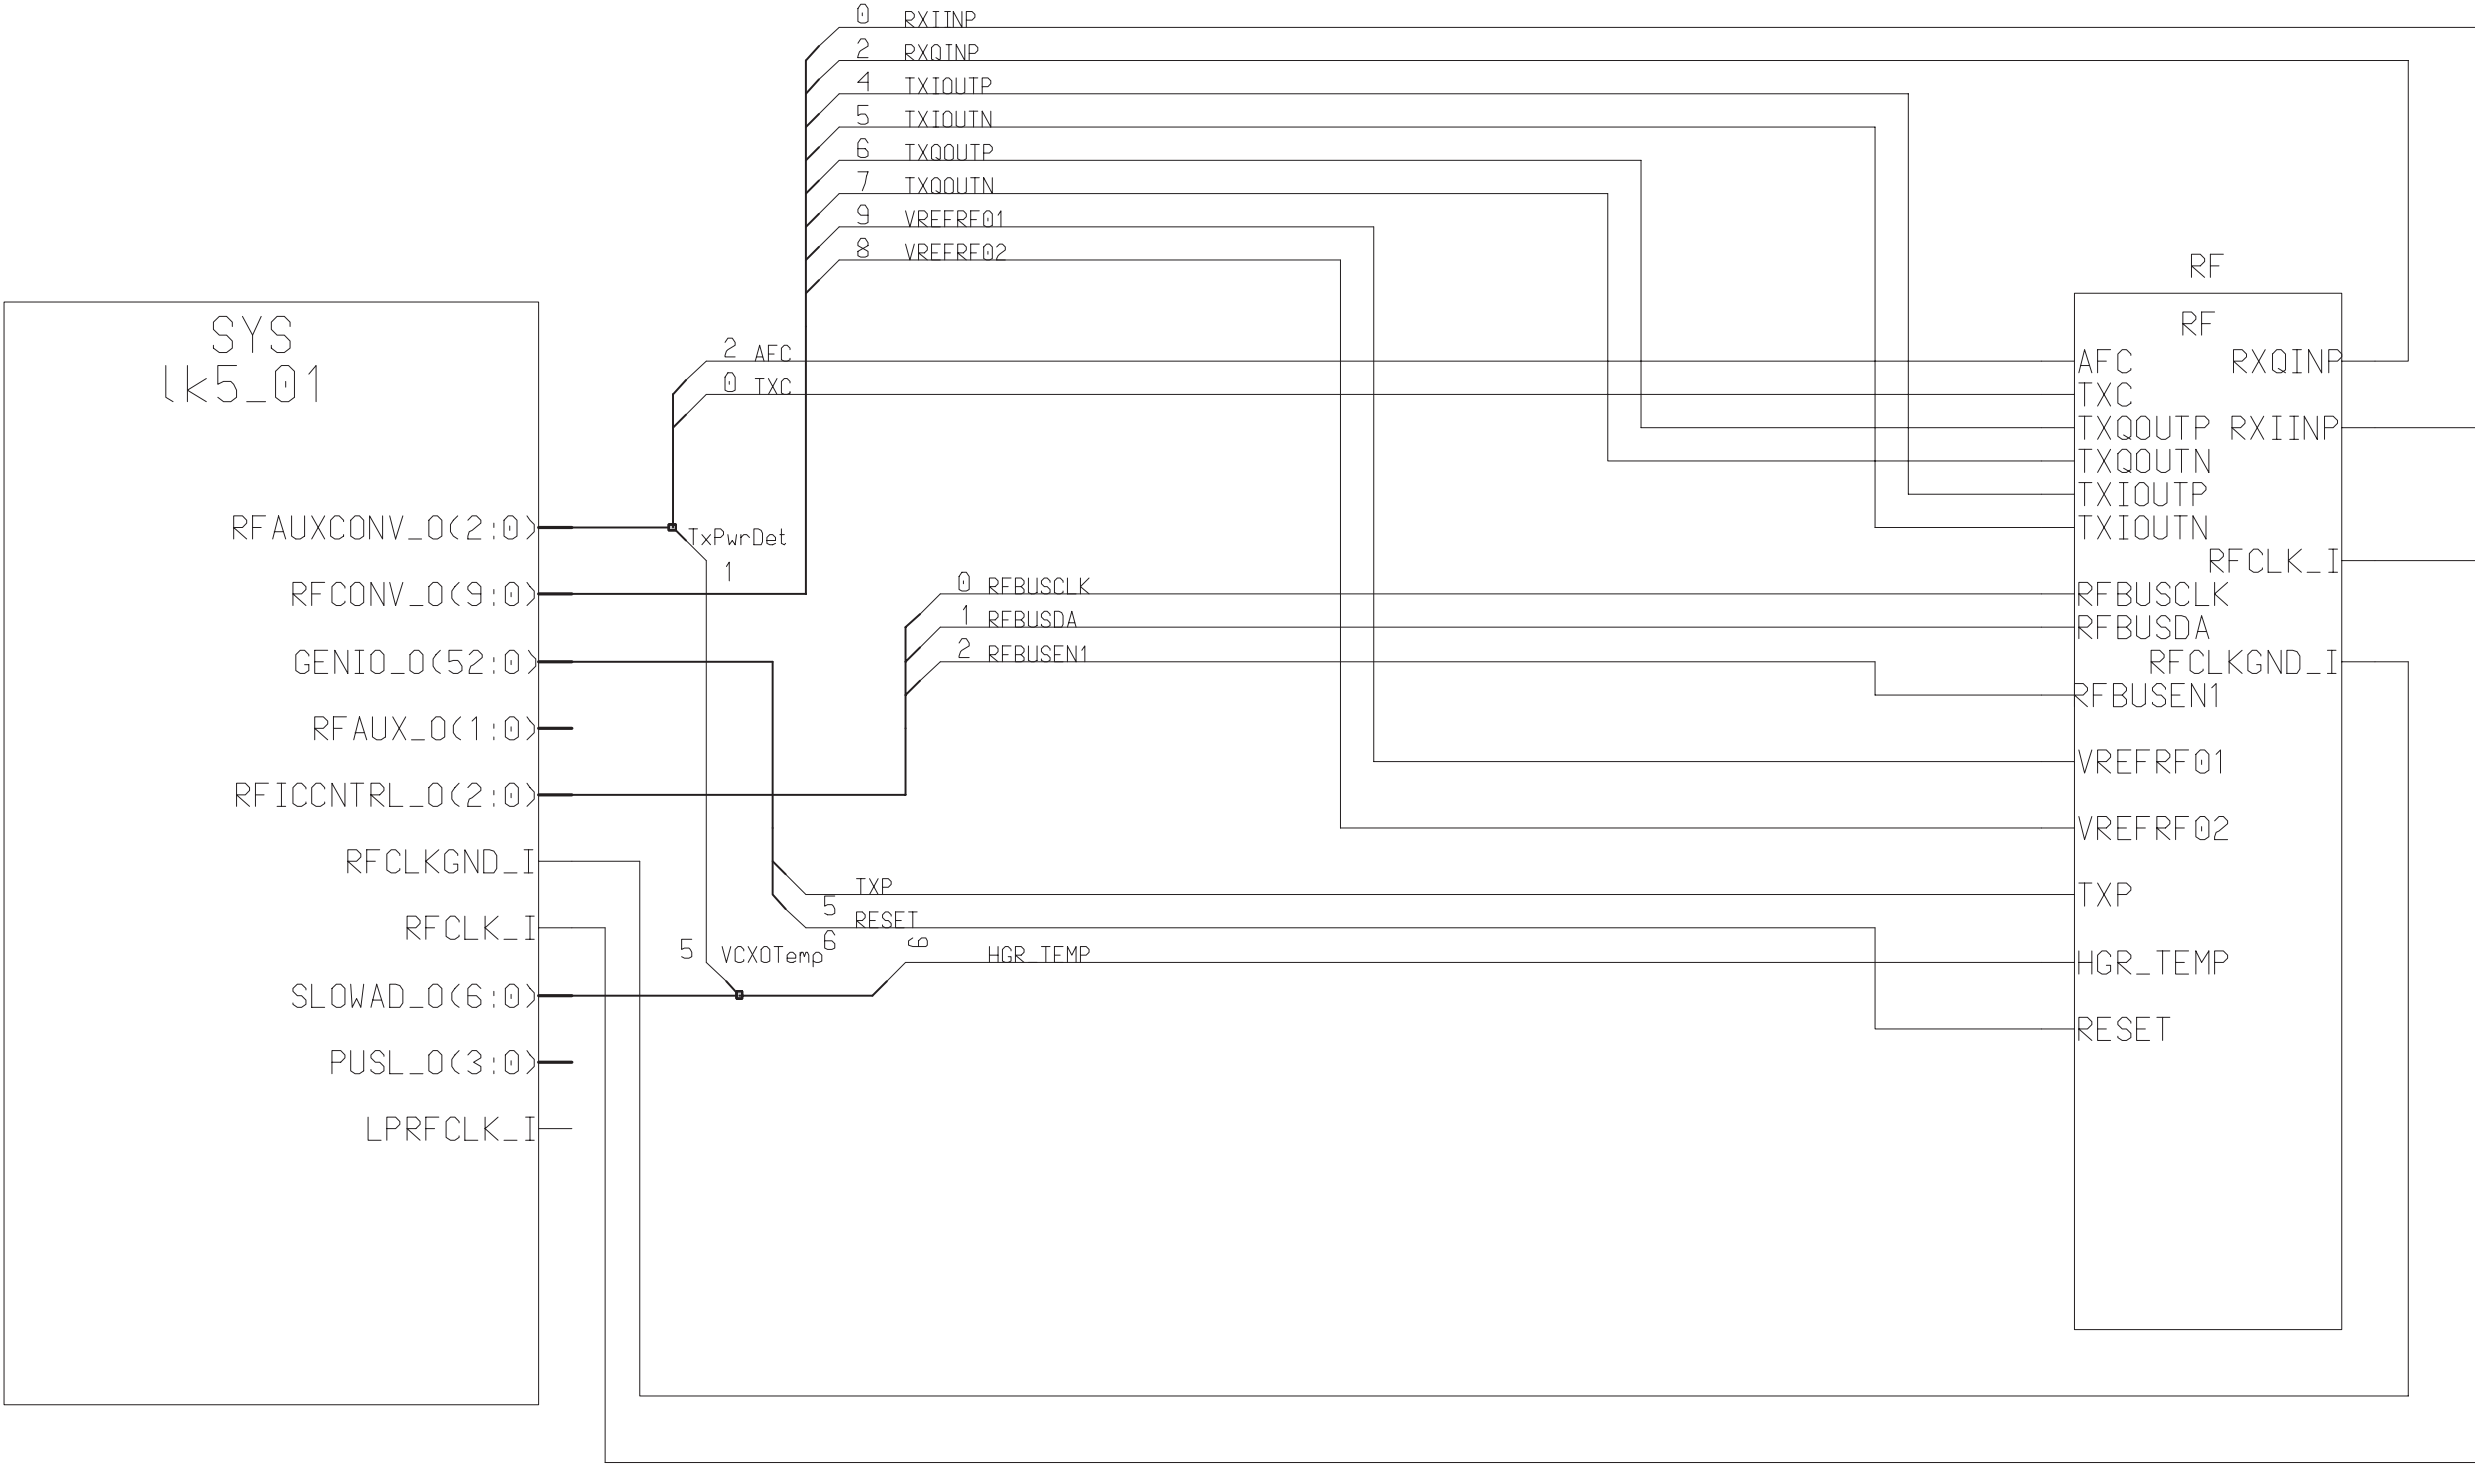 0 RXIINP
2 RXQINP
4 TXIOUTP
5 TXIOUTN
6 TXQOUTP
7 TXQOUTN
9 VREFRF01
8 VREFRF02
SYS
lk5_01
RFAUXCONV_O(2:0)
RFCONV_O(9:0)
GENIO_O(52:0)
RFAUX_O(1:0)
RFICCNTRL_O(2:0)
RFCLKGND_I
RFCLK_I
SLOWAD_O(6:0)
PUSL_O(3:0)
LPRFCLK_I
2 AFC
0 TXC
TxPwrDet
1
0 RFBUSCLK
1 RFBUSDA
2 RFBUSEN1
TXP
5
RESET
6
5 VCXOTemp
6
HGR_TEMP
RF
RF
AFC RXQINP
TXC
TXQOUTP RXIINP
TXQOUTN
TXIOUTP
TXIOUTN
RFCLK_I
RFBUSCLK
RFBUSDA
RFCLKGND_I
RFBUSEN1
VREFRF01
VREFRF02
TXP
HGR_TEMP
RESET